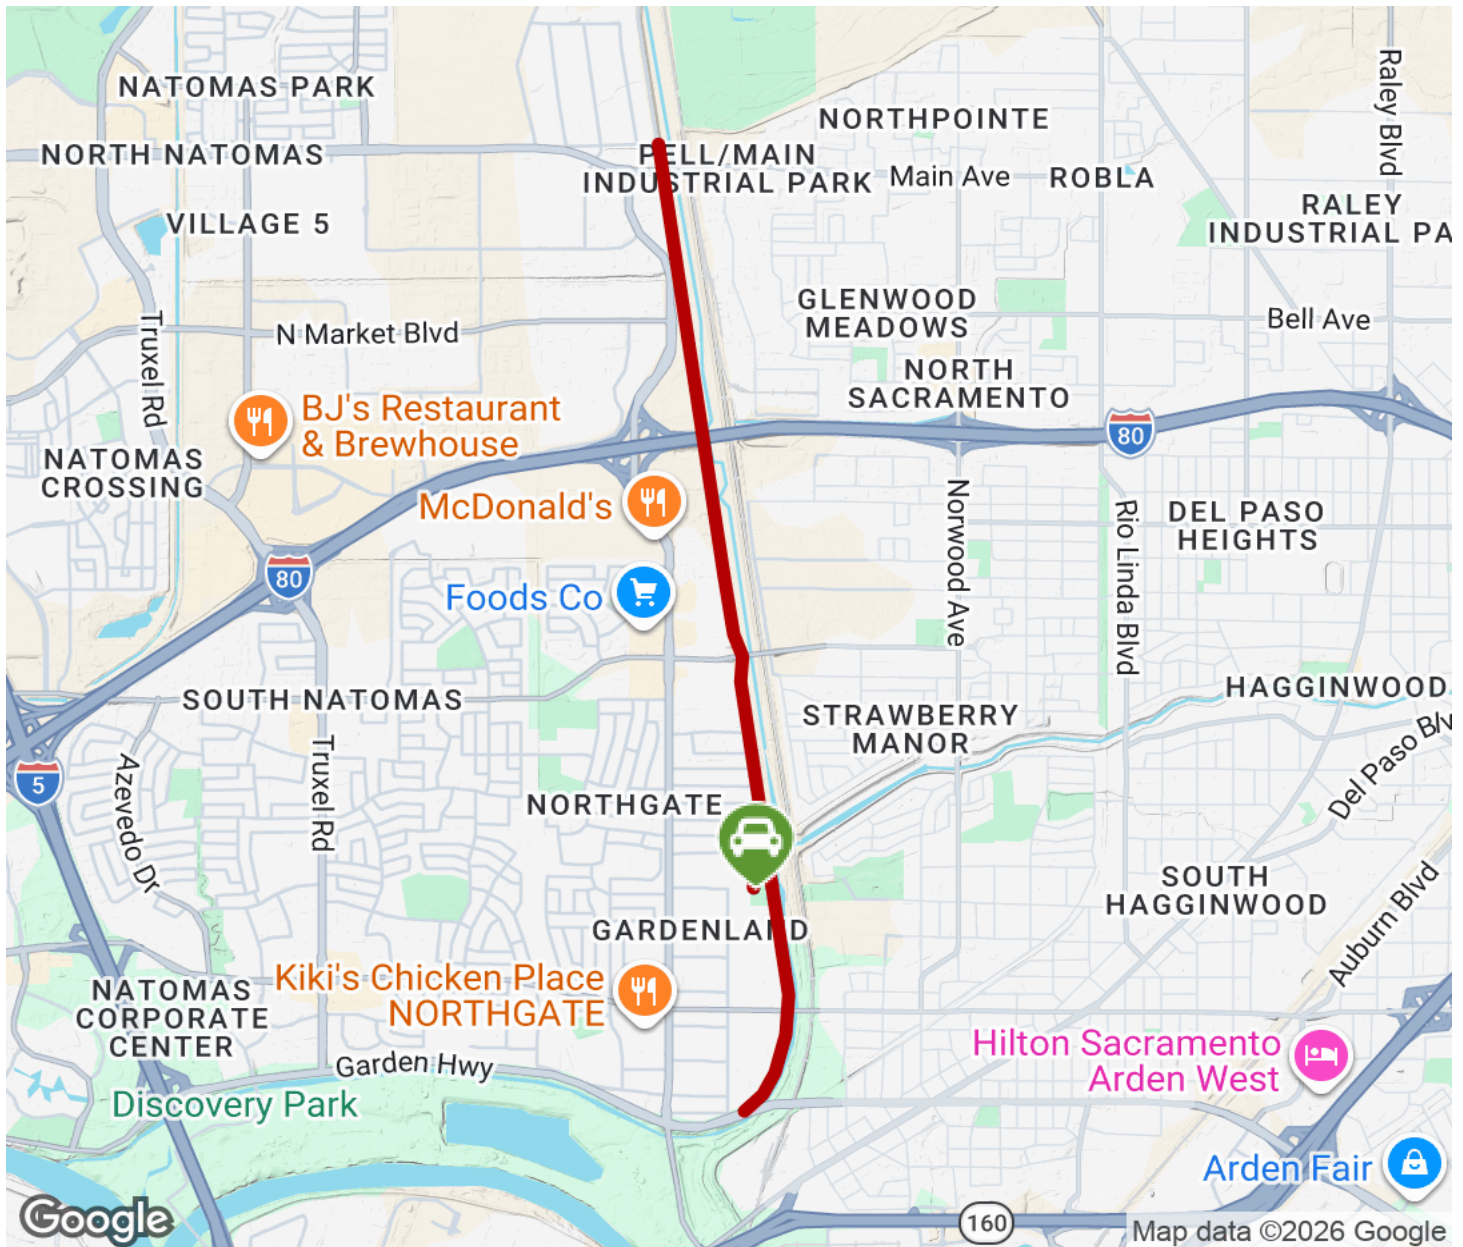 NATOMAS PARK
NORTHPOINTE
Raley Blvd
NORTH NATOMAS
PELL/MAIN
INDUSTRIAL PARK
Main Ave
ROBLA
VILLAGE 5
RALEY
INDUSTRIAL PA
Truxel Rd
N Market Blvd
GLENWOOD
MEADOWS
Bell Ave
NORTH
SACRAMENTO
BJ's Restaurant
& Brewhouse
80
NATOMAS
CROSSING
McDonald's
Norwood Ave
Rio Linda Blvd
DEL PASO
HEIGHTS
80
Foods Co
SOUTH NATOMAS
HAGGINWOOD
STRAWBERRY
MANOR
Del Paso Blv
5
Azevedo Dr
Truxel Rd
NORTHGATE
SOUTH
HAGGINWOOD
Auburn Blvd
GARDENLAND
Kiki's Chicken Place
NORTHGATE
NATOMAS
CORPORATE
CENTER
Garden Hwy
Hilton Sacramento
Arden West
Discovery Park
Arden Fair
Google
160
Map data ©2026 Google